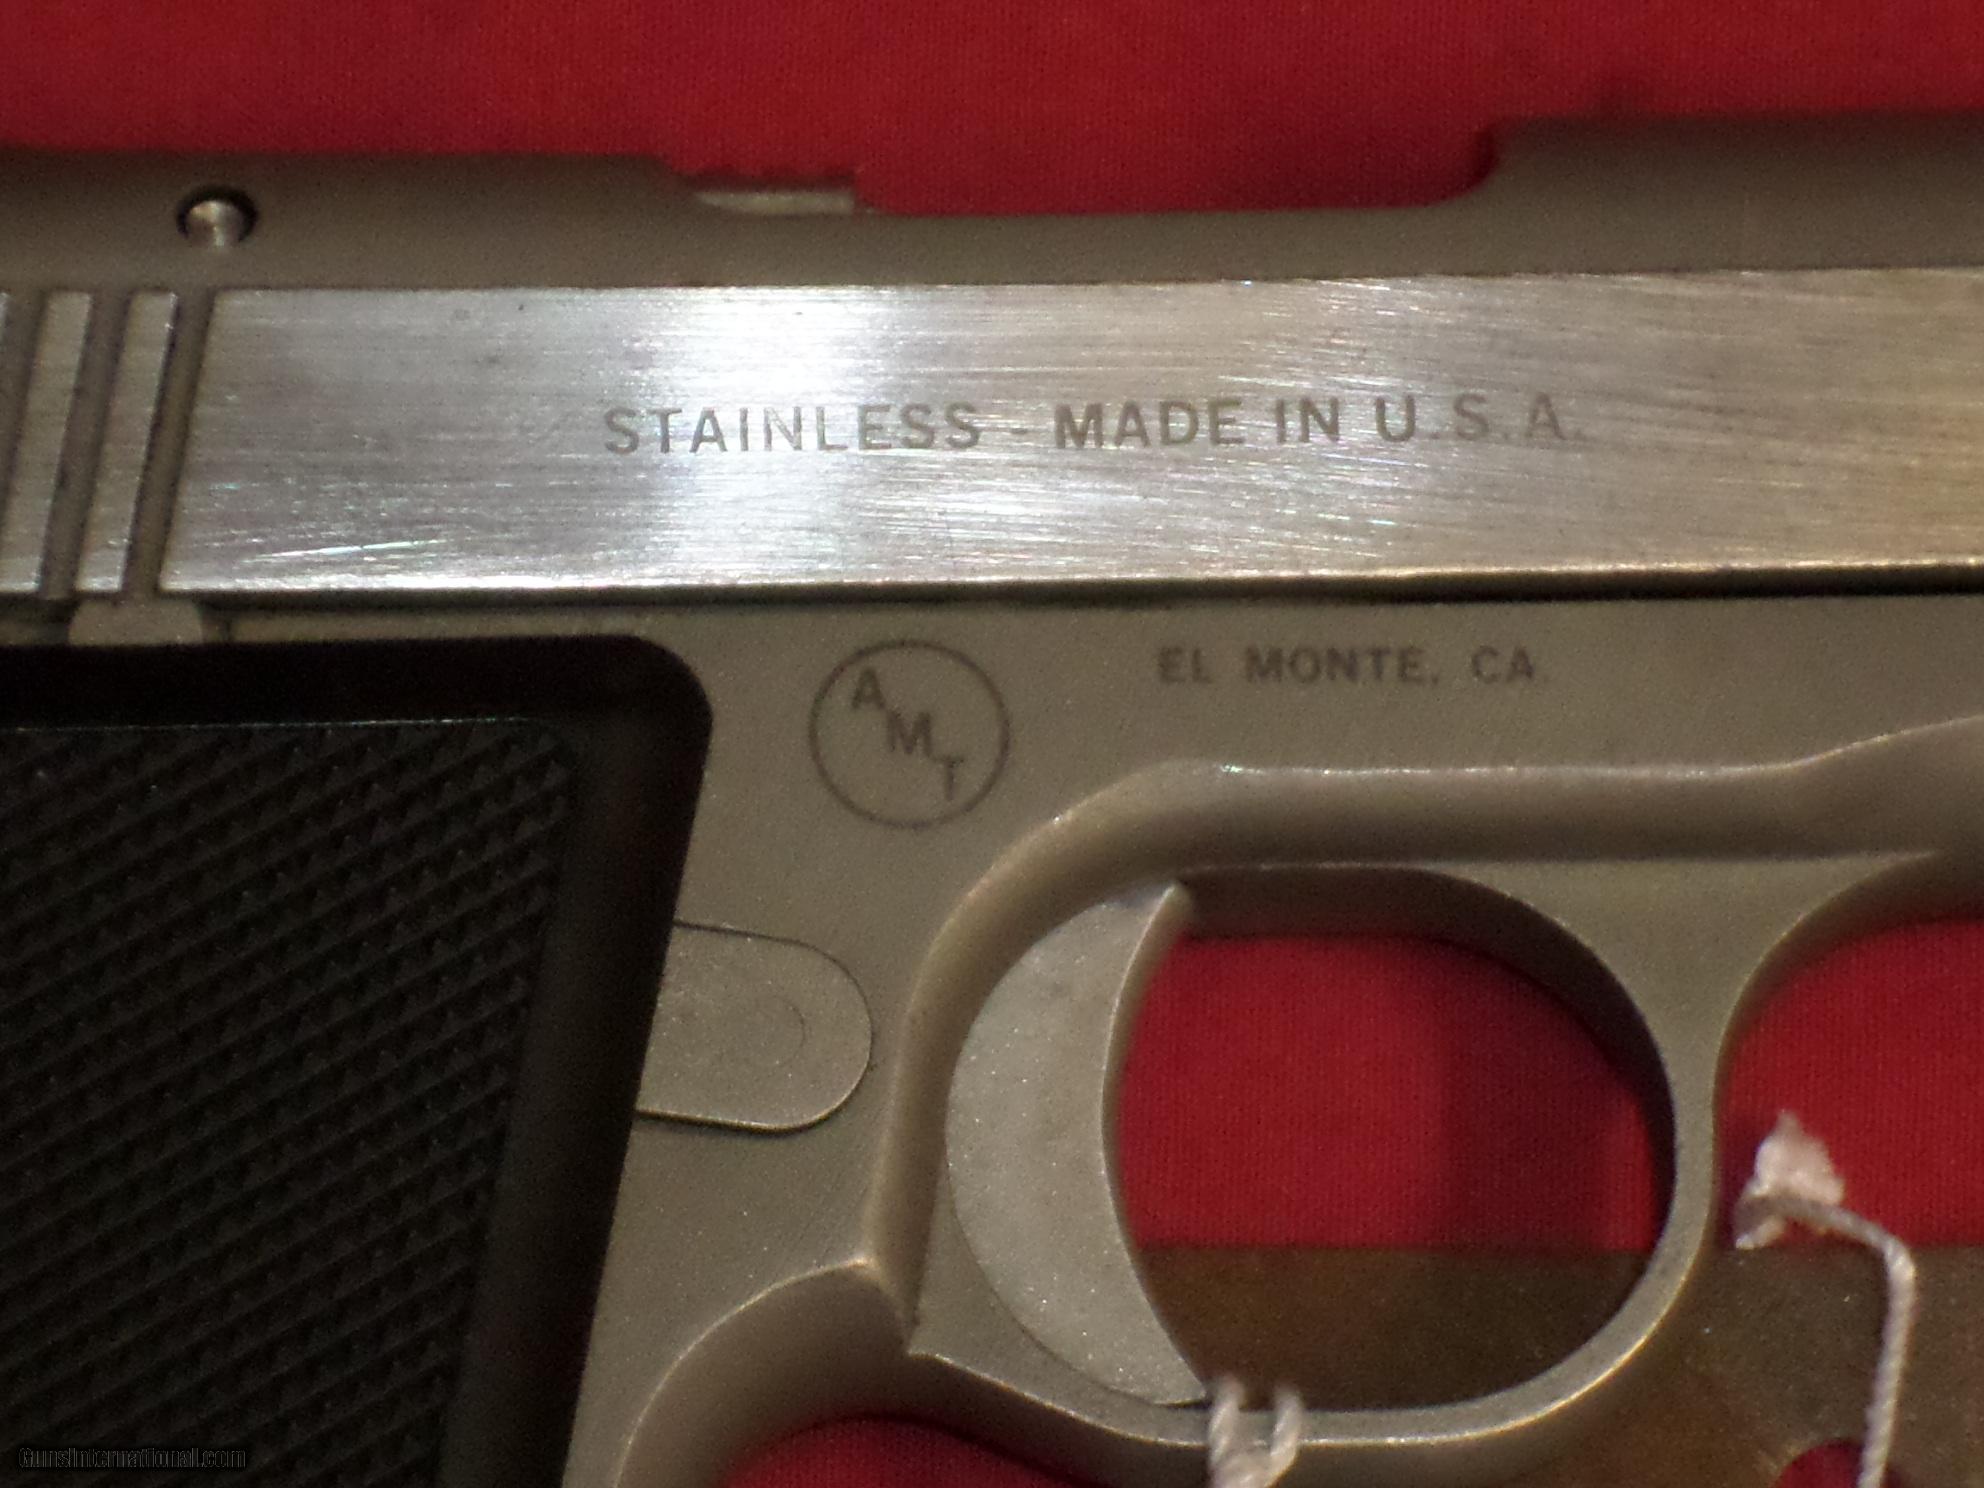 STAINLESS - MADE IN U.S.A.
EL MONTE, CA.
AMT
GunsInternational.com